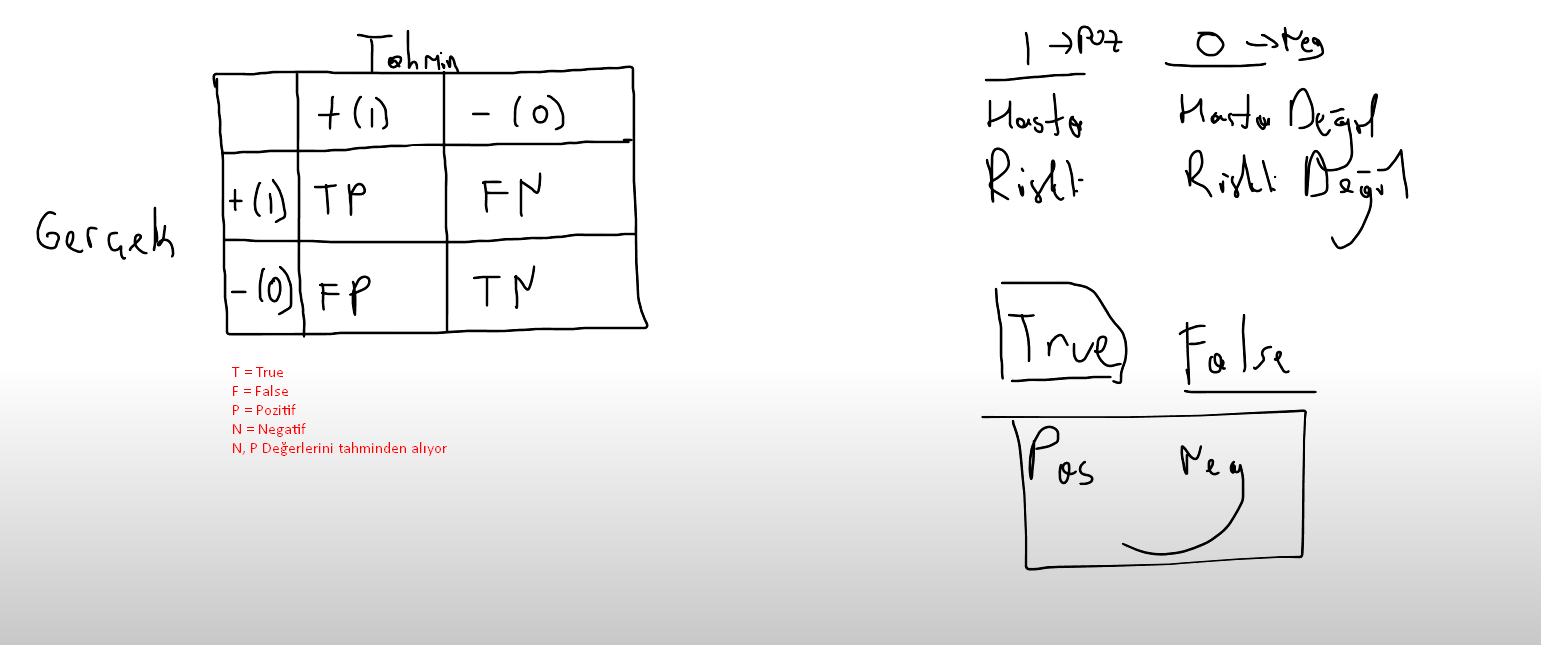 Tahmin
+(1) -(0)
Gerçek
+(1) TP FN
-(0) FP TN
T = True
F = False
P = Pozitif
N = Negatif
N, P Değerlerini tahminden alıyor
1 → Poz 0 → Neg
Hasta Hasta Değil
Riskli Riskli Değil
True False
Pos Neg